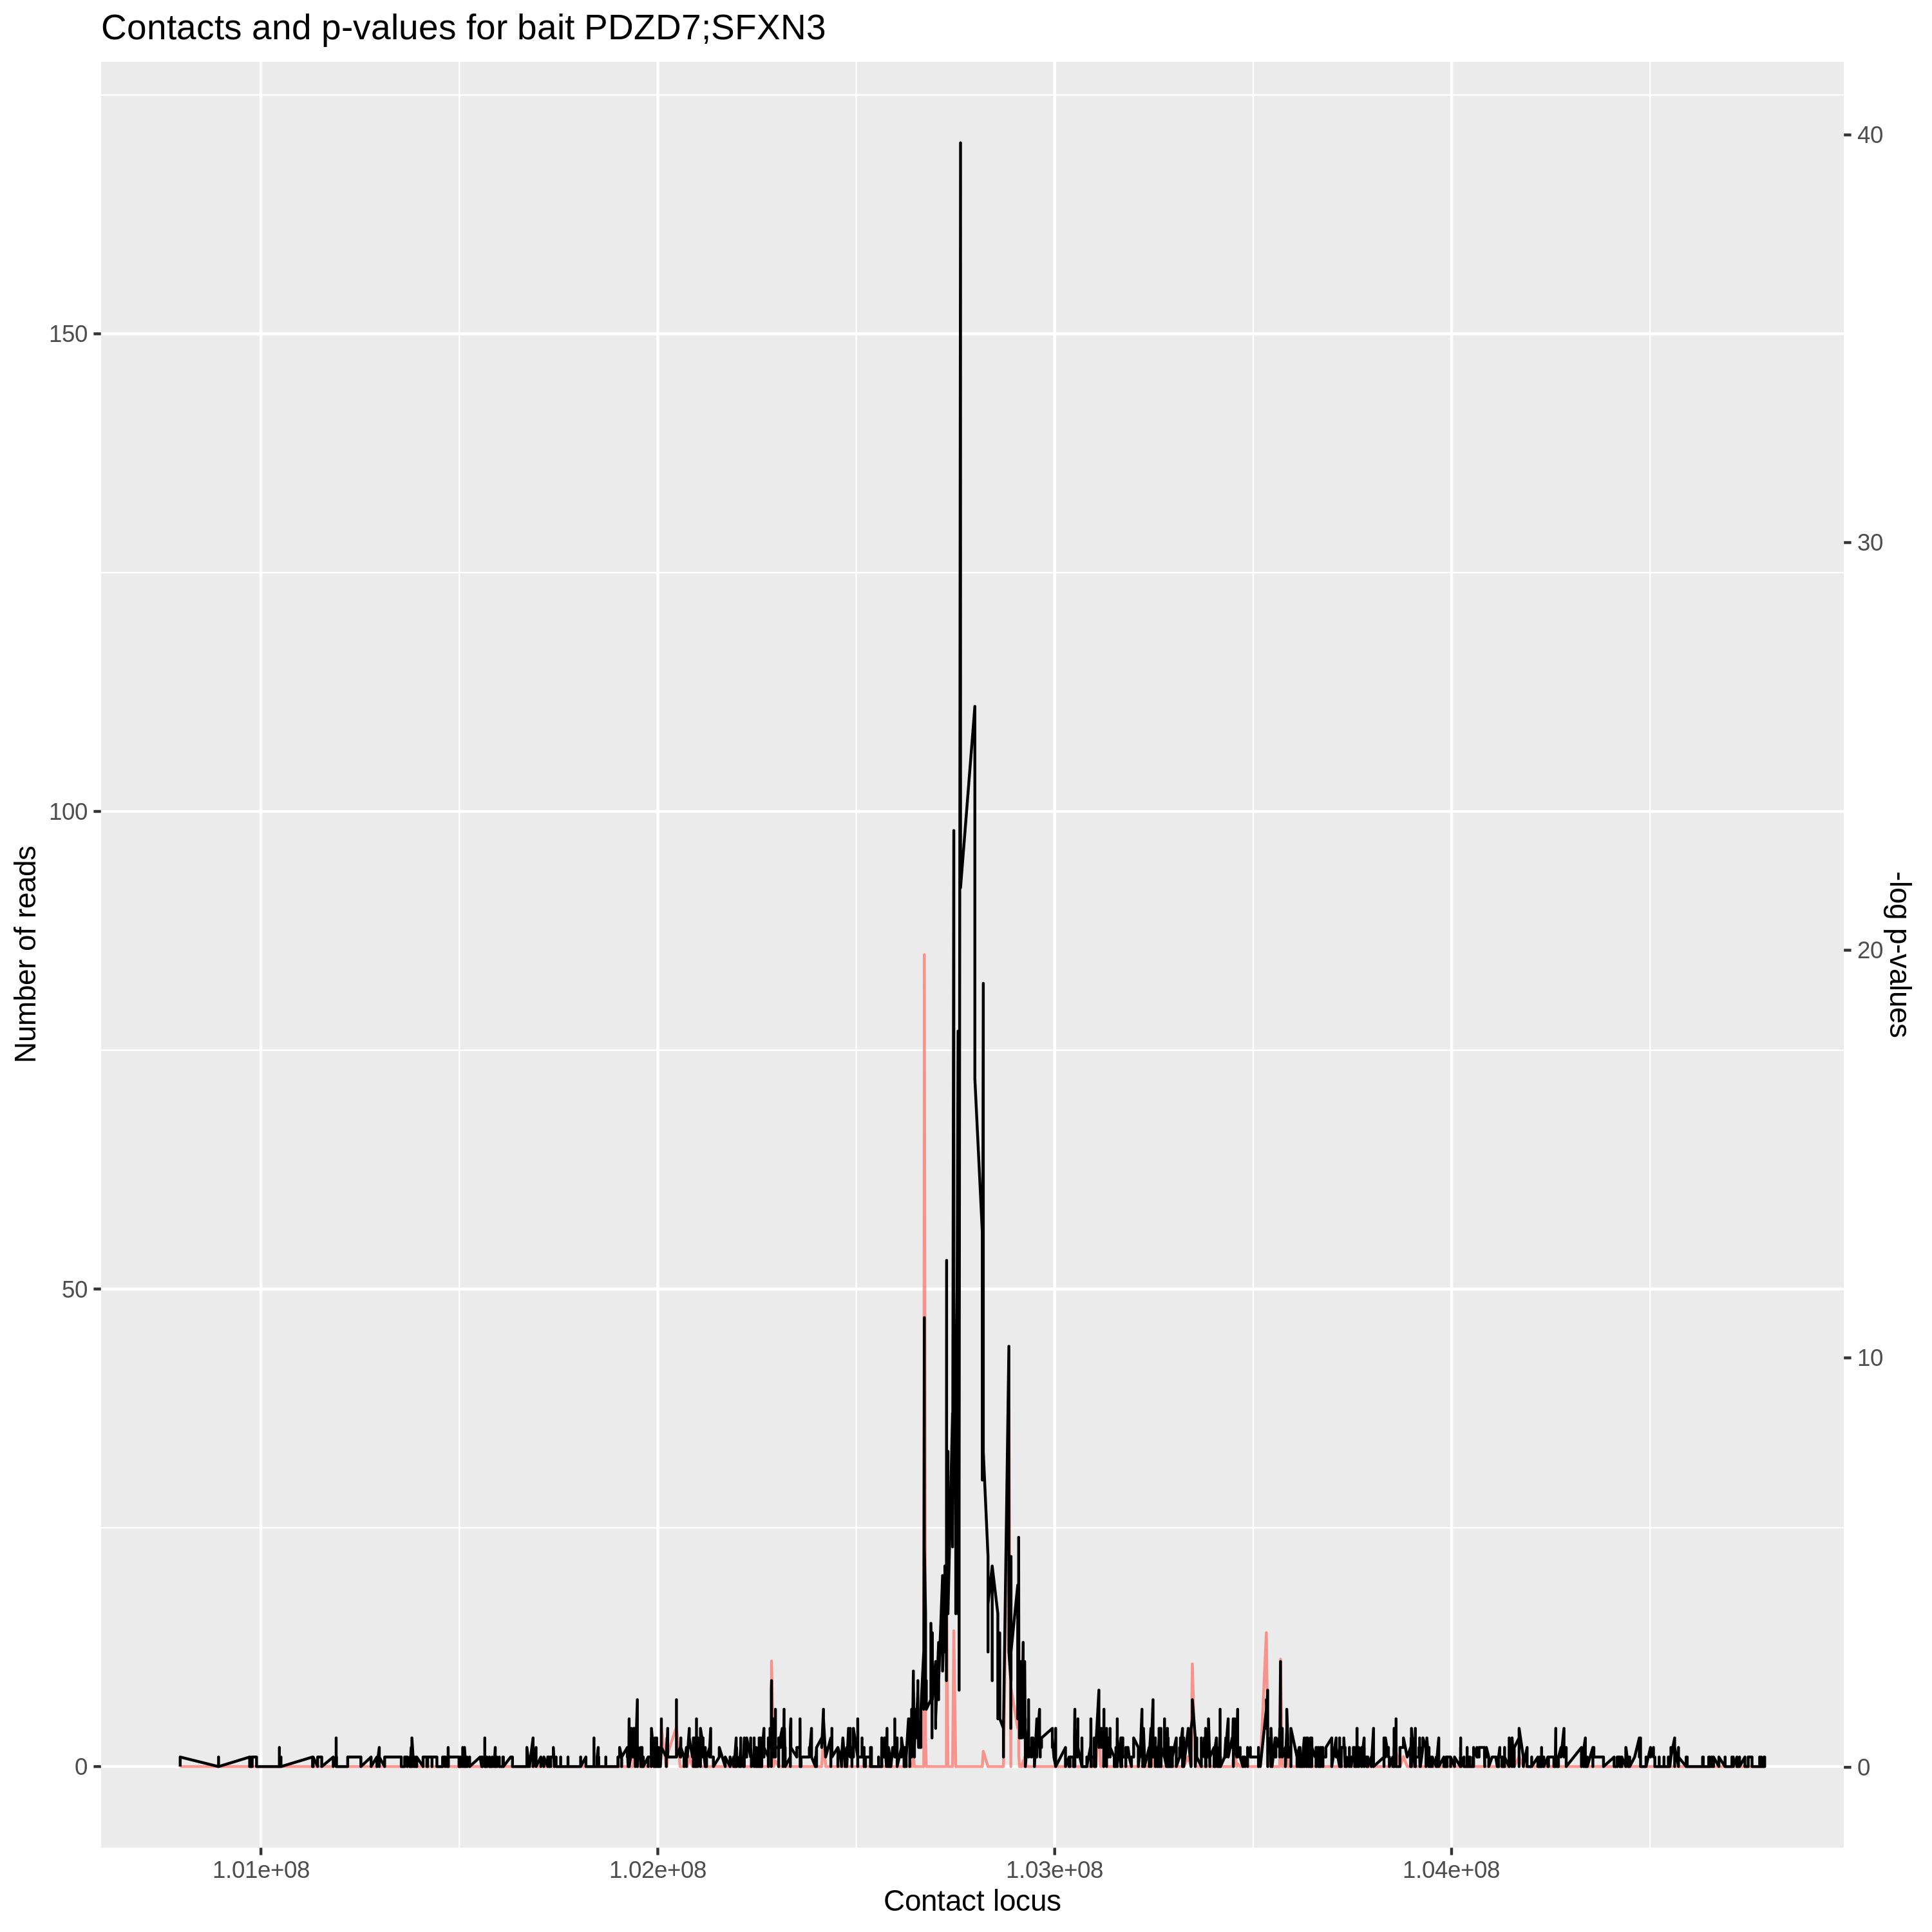 Contacts and p-values for bait PDZD7;SFXN3
Number of reads
150
100
50
0
40
30
20
10
0
-log p-values
1.01e+08
1.02e+08
1.03e+08
1.04e+08
Contact locus